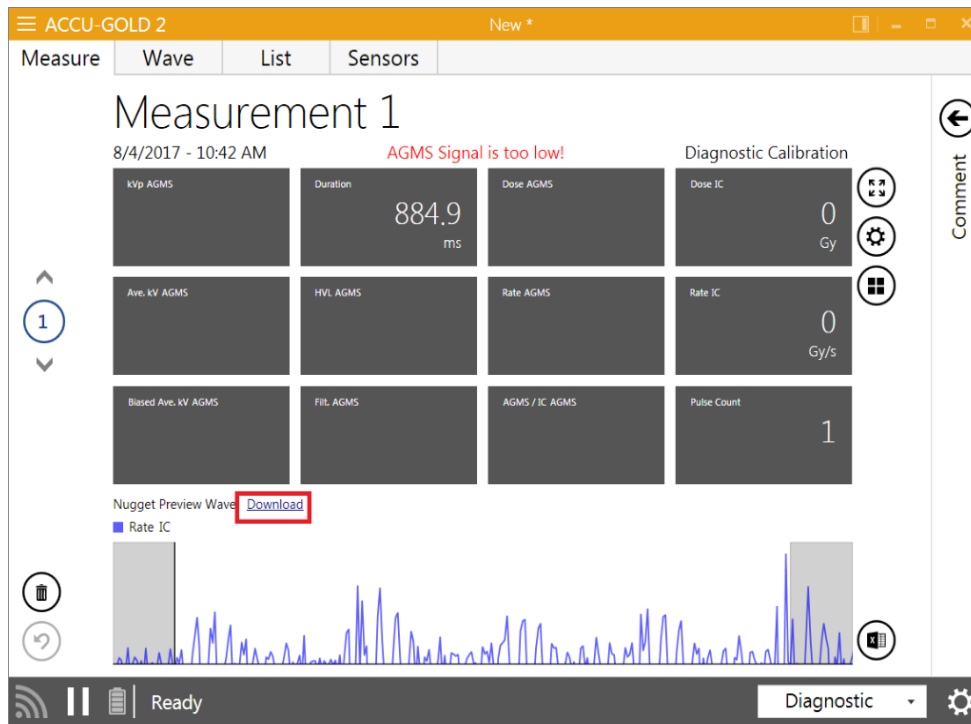 ACCU-GOLD 2
New *
Measure Wave List Sensors
Measurement 1
8/4/2017 - 10:42 AM AGMS Signal is too low! Diagnostic Calibration
Comment
kVp AGMS Duration Dose AGMS Dose IC
884.9 0
ms Gy
Ave. kV AGMS HVL AGMS Rate AGMS Rate IC
1 0
Gy/s
Biased Ave. kV AGMS Filt. AGMS AGMS / IC AGMS Pulse Count
1
Nugget Preview Wave Download
Rate IC
Ready Diagnostic